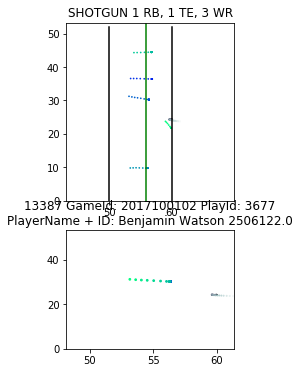 SHOTGUN 1 RB, 1 TE, 3 WR
50
40
30
20
10
0
50 60
13387 GameId: 2017100102 PlayId: 3677
PlayerName + ID: Benjamin Watson 2506122.0
40
20
0
50 55 60